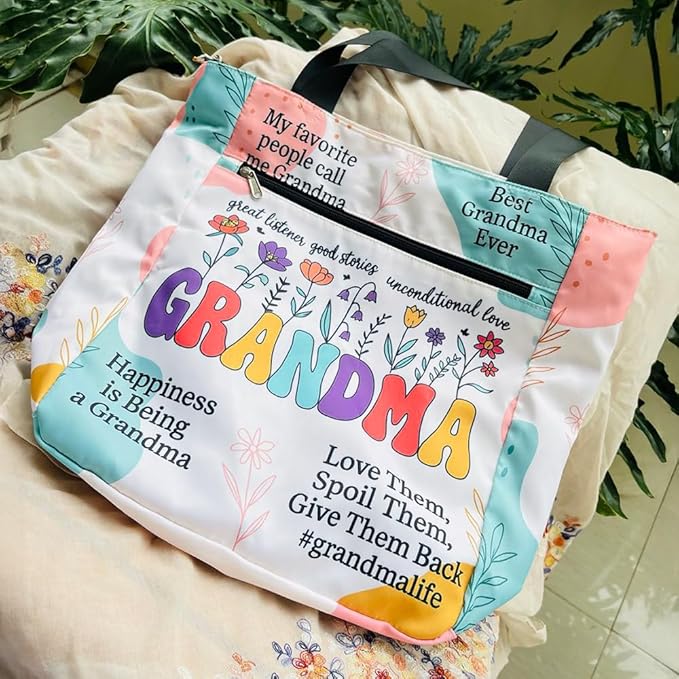 My favorite
people call
me Grandma
Best
Grandma
Ever
great listener good stories unconditional love
GRANDMA
Happiness
is Being
a Grandma
Love Them,
Spoil Them,
Give Them Back
#grandmalife